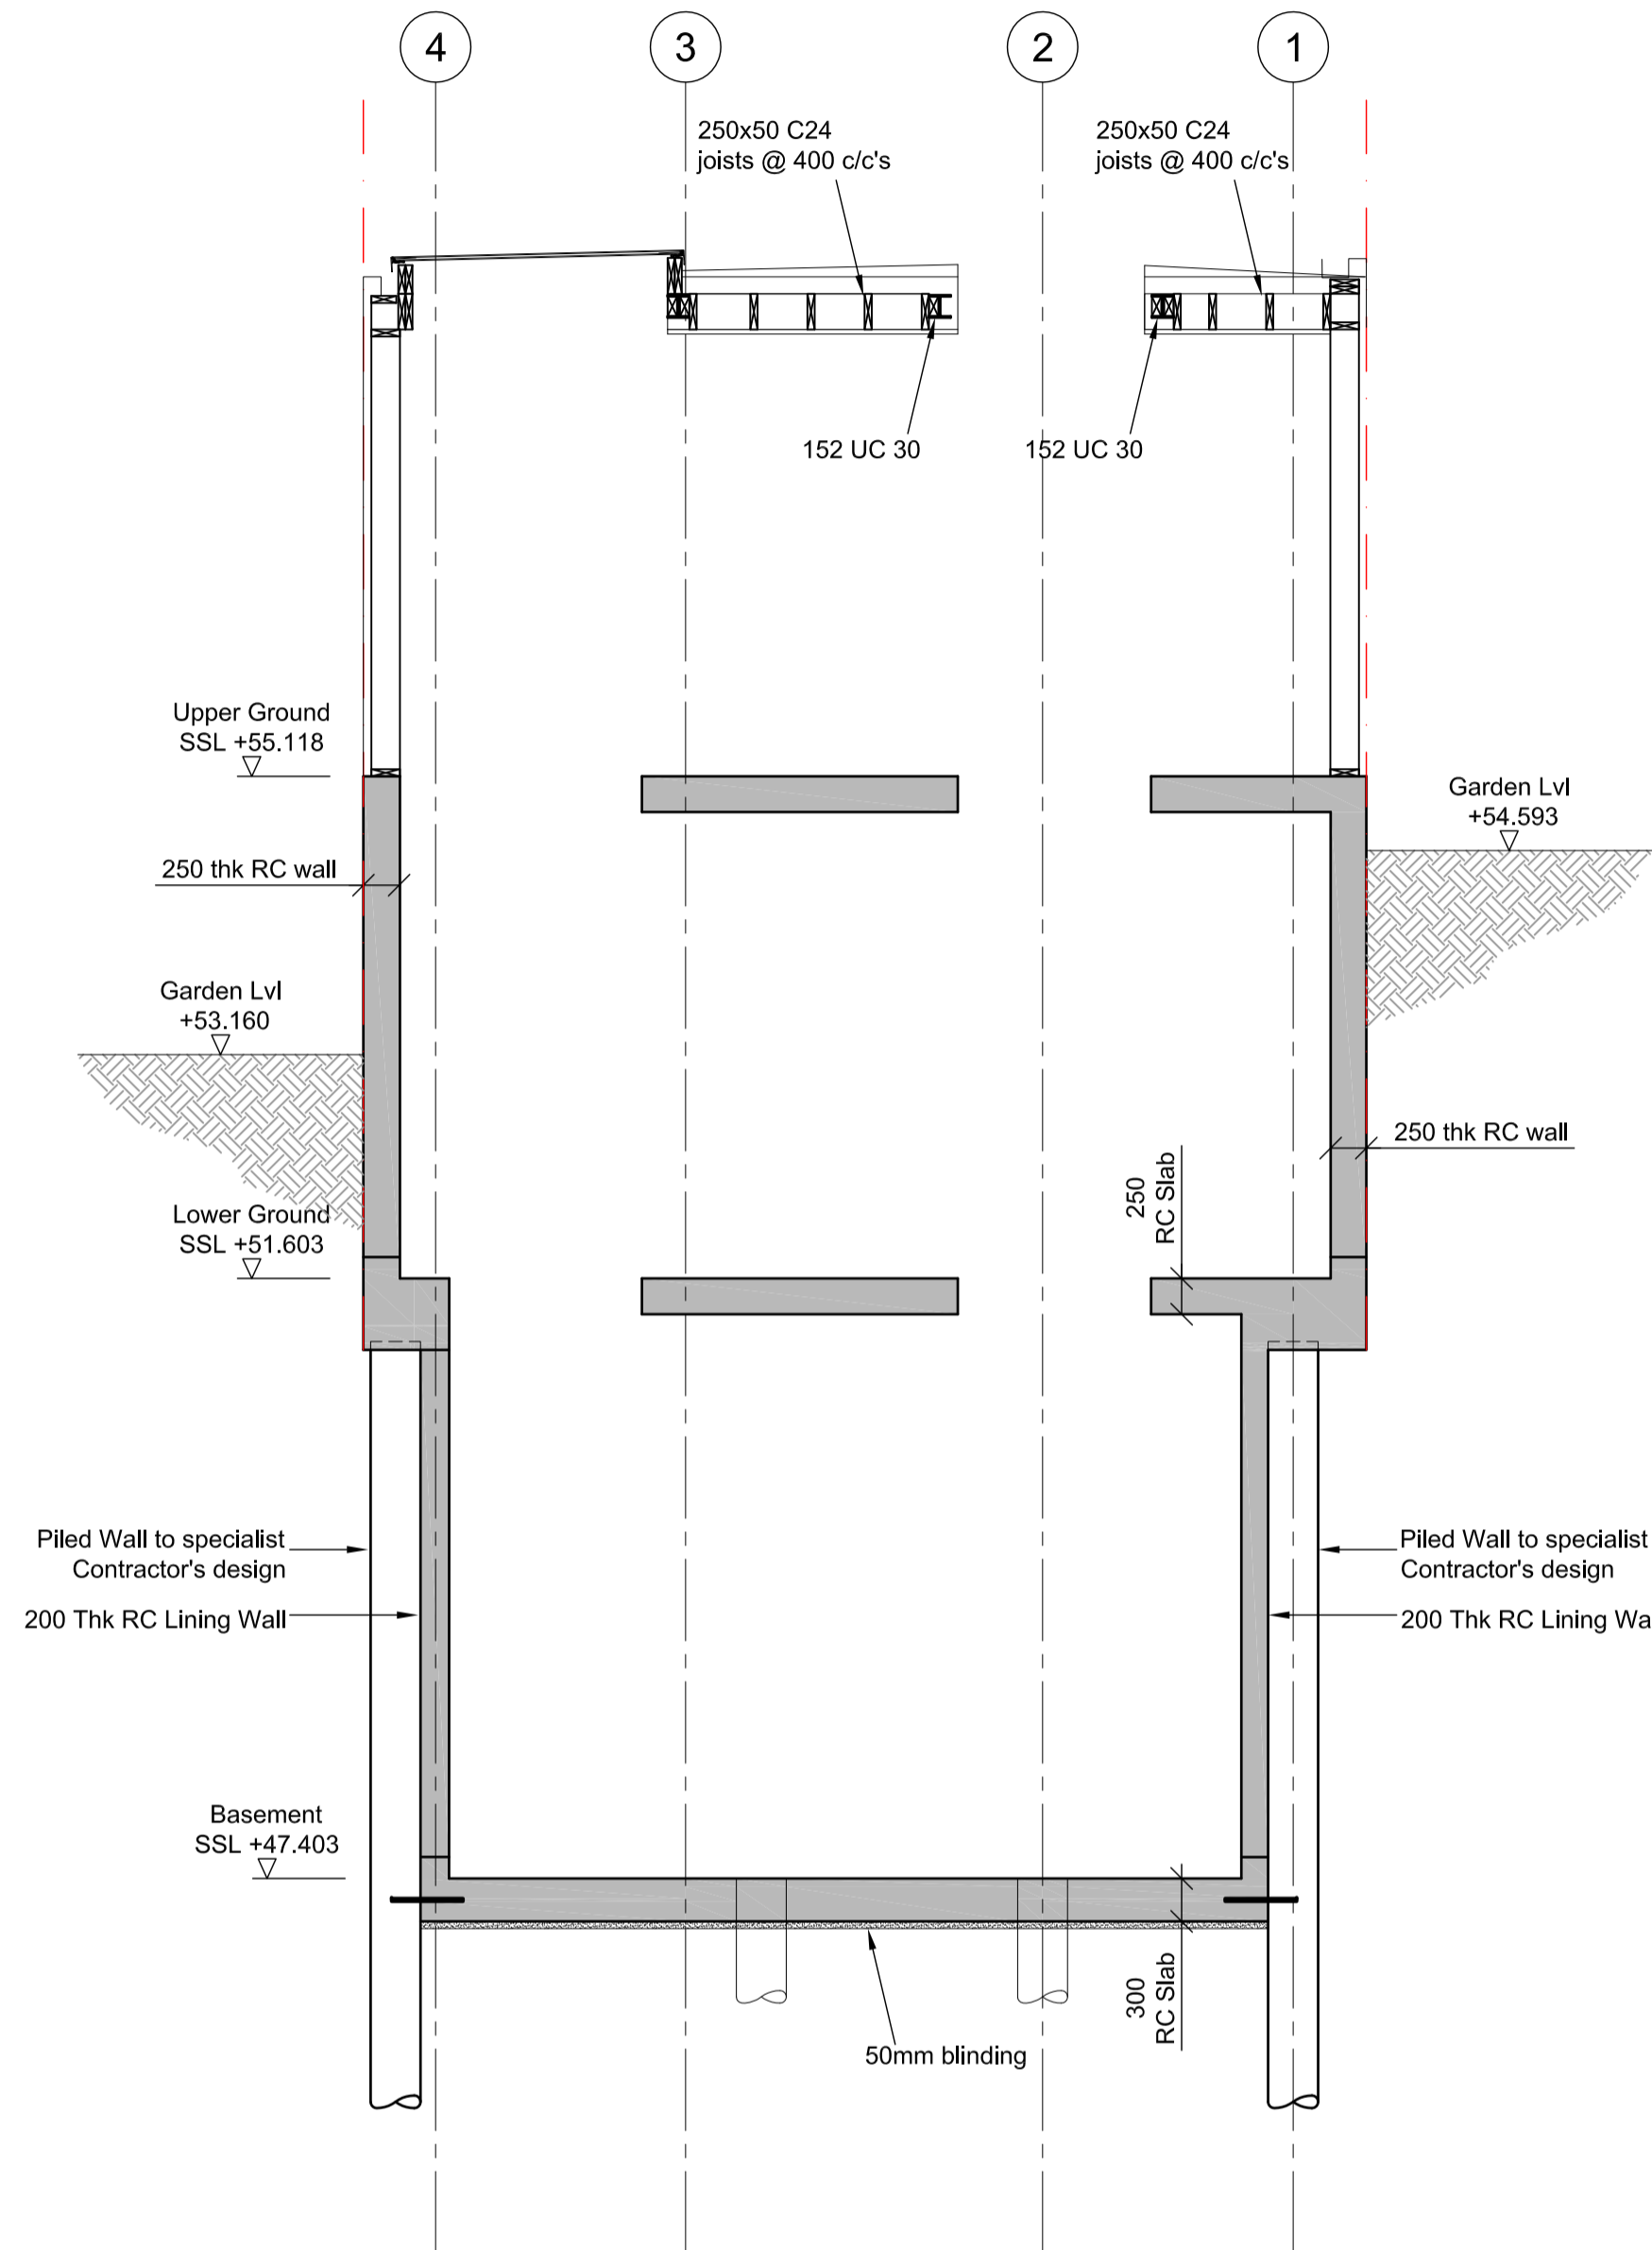 4
3
2
1
250x50 C24
joists @ 400 c/c's
250x50 C24
joists @ 400 c/c's
152 UC 30
152 UC 30
Upper Ground
SSL +55.118
Garden Lvl
+54.593
250 thk RC wall
Garden Lvl
+53.160
250 thk RC wall
250
RC Slab
Lower Ground
SSL +51.603
Piled Wall to specialist
Contractor's design
Piled Wall to specialist
Contractor's design
200 Thk RC Lining Wall
200 Thk RC Lining Wa
Basement
SSL +47.403
300
RC Slab
50mm blinding